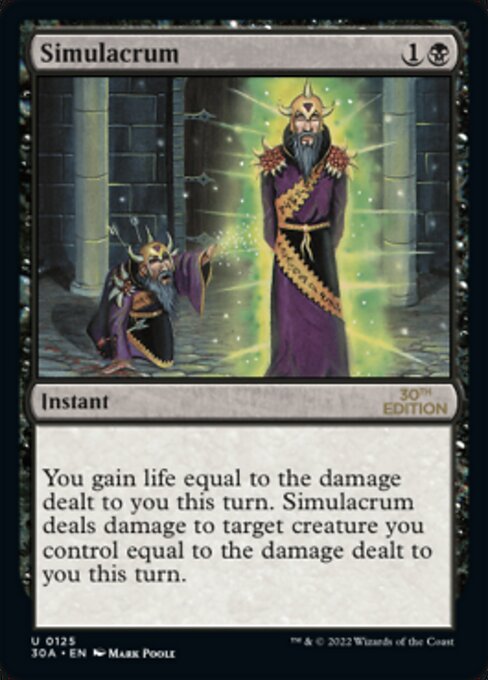 Simulacrum 1
Instant
30TH
EDITION
You gain life equal to the damage
dealt to you this turn. Simulacrum
deals damage to target creature you
control equal to the damage dealt to
you this turn.
U 0125
30A • EN Mark Poole
™ & © 2022 Wizards of the Coast